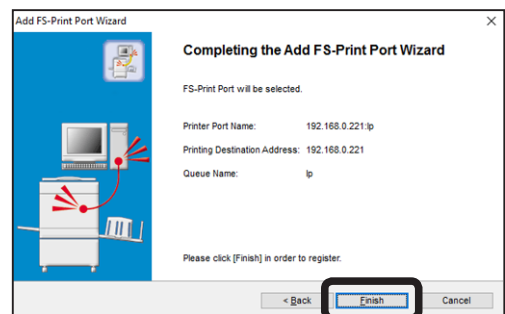 Add FS-Print Port Wizard
Completing the Add FS-Print Port Wizard
FS-Print Port will be selected.
Printer Port Name: 192.168.0.221:lp
Printing Destination Address: 192.168.0.221
Queue Name: lp
Please click [Finish] in order to register.
< Back Finish Cancel